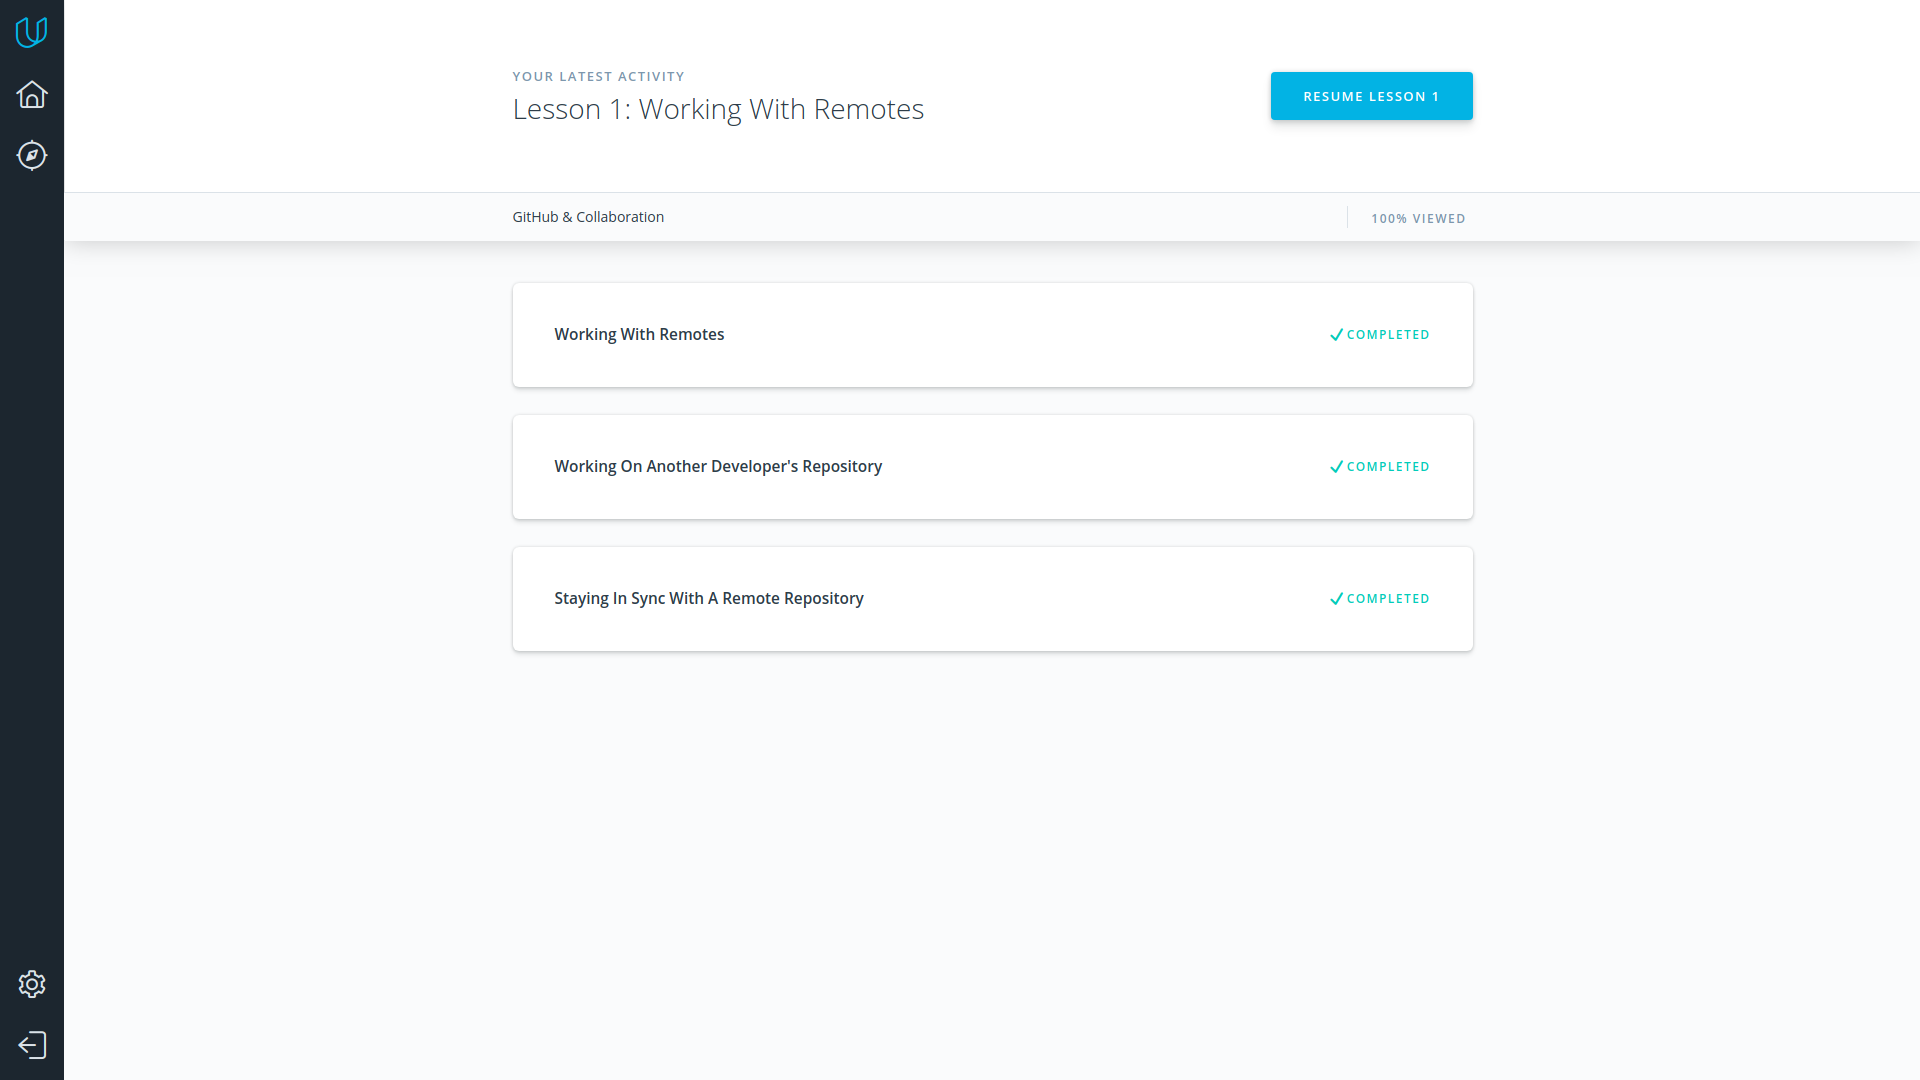 YOUR LATEST ACTIVITY
Lesson 1: Working With Remotes
RESUME LESSON 1
GitHub & Collaboration
100% VIEWED
Working With Remotes
COMPLETED
Working On Another Developer's Repository
COMPLETED
Staying In Sync With A Remote Repository
COMPLETED